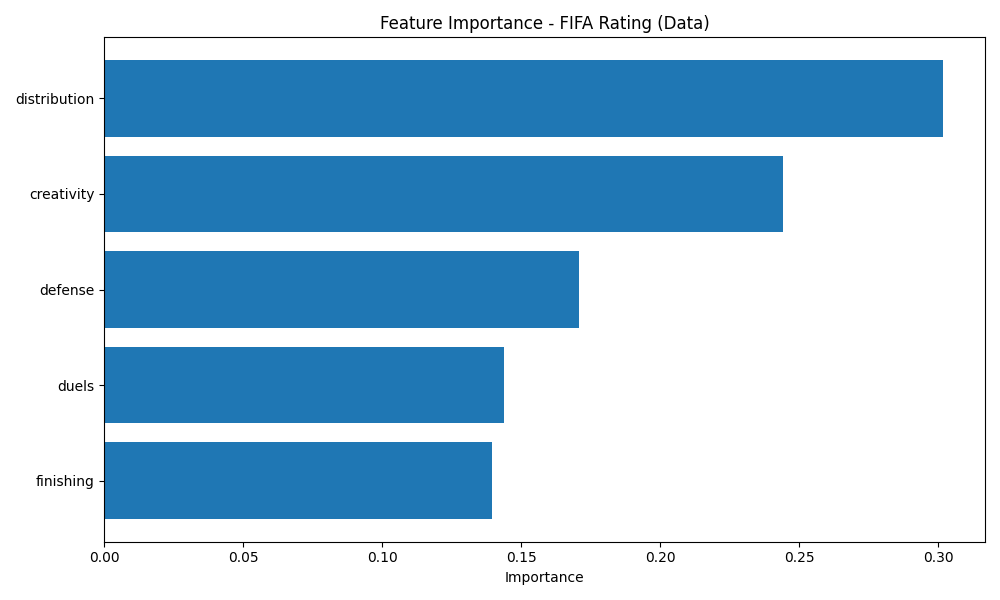 Feature Importance - FIFA Rating (Data)
distribution
creativity
defense
duels
finishing
0.00 0.05 0.10 0.15 0.20 0.25 0.30
Importance